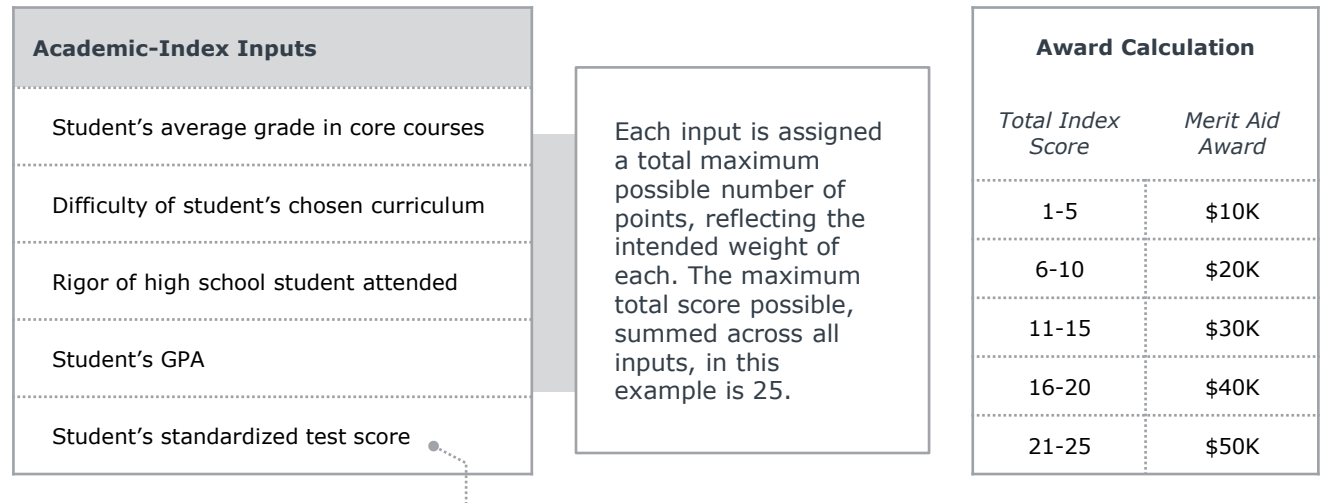 Academic-Index Inputs
Student’s average grade in core courses
Difficulty of student’s chosen curriculum
Rigor of high school student attended
Student’s GPA
Student’s standardized test score
Each input is assigned
a total maximum
possible number of
points, reflecting the
intended weight of
each. The maximum
total score possible,
summed across all
inputs, in this
example is 25.
Award Calculation
Total Index Score Merit Aid Award
1-5 $10K
6-10 $20K
11-15 $30K
16-20 $40K
21-25 $50K